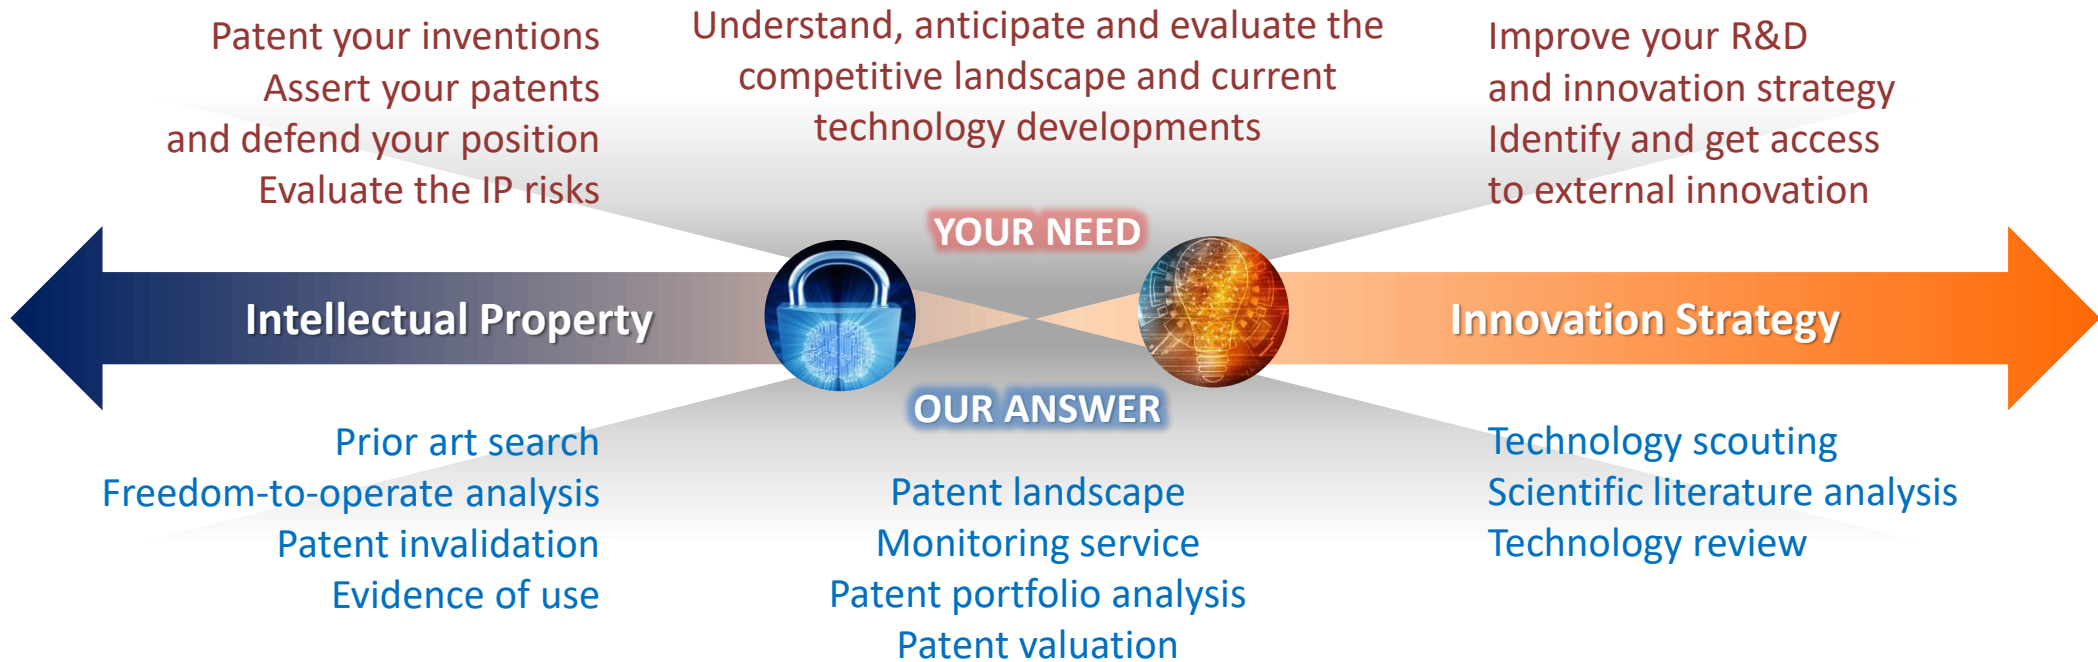 Patent your inventions
Assert your patents
and defend your position
Evaluate the IP risks
Understand, anticipate and evaluate the
competitive landscape and current
technology developments
Improve your R&D
and innovation strategy
Identify and get access
to external innovation
YOUR NEED
Intellectual Property
Innovation Strategy
OUR ANSWER
Prior art search
Freedom-to-operate analysis
Patent invalidation
Evidence of use
Patent landscape
Monitoring service
Patent portfolio analysis
Patent valuation
Technology scouting
Scientific literature analysis
Technology review